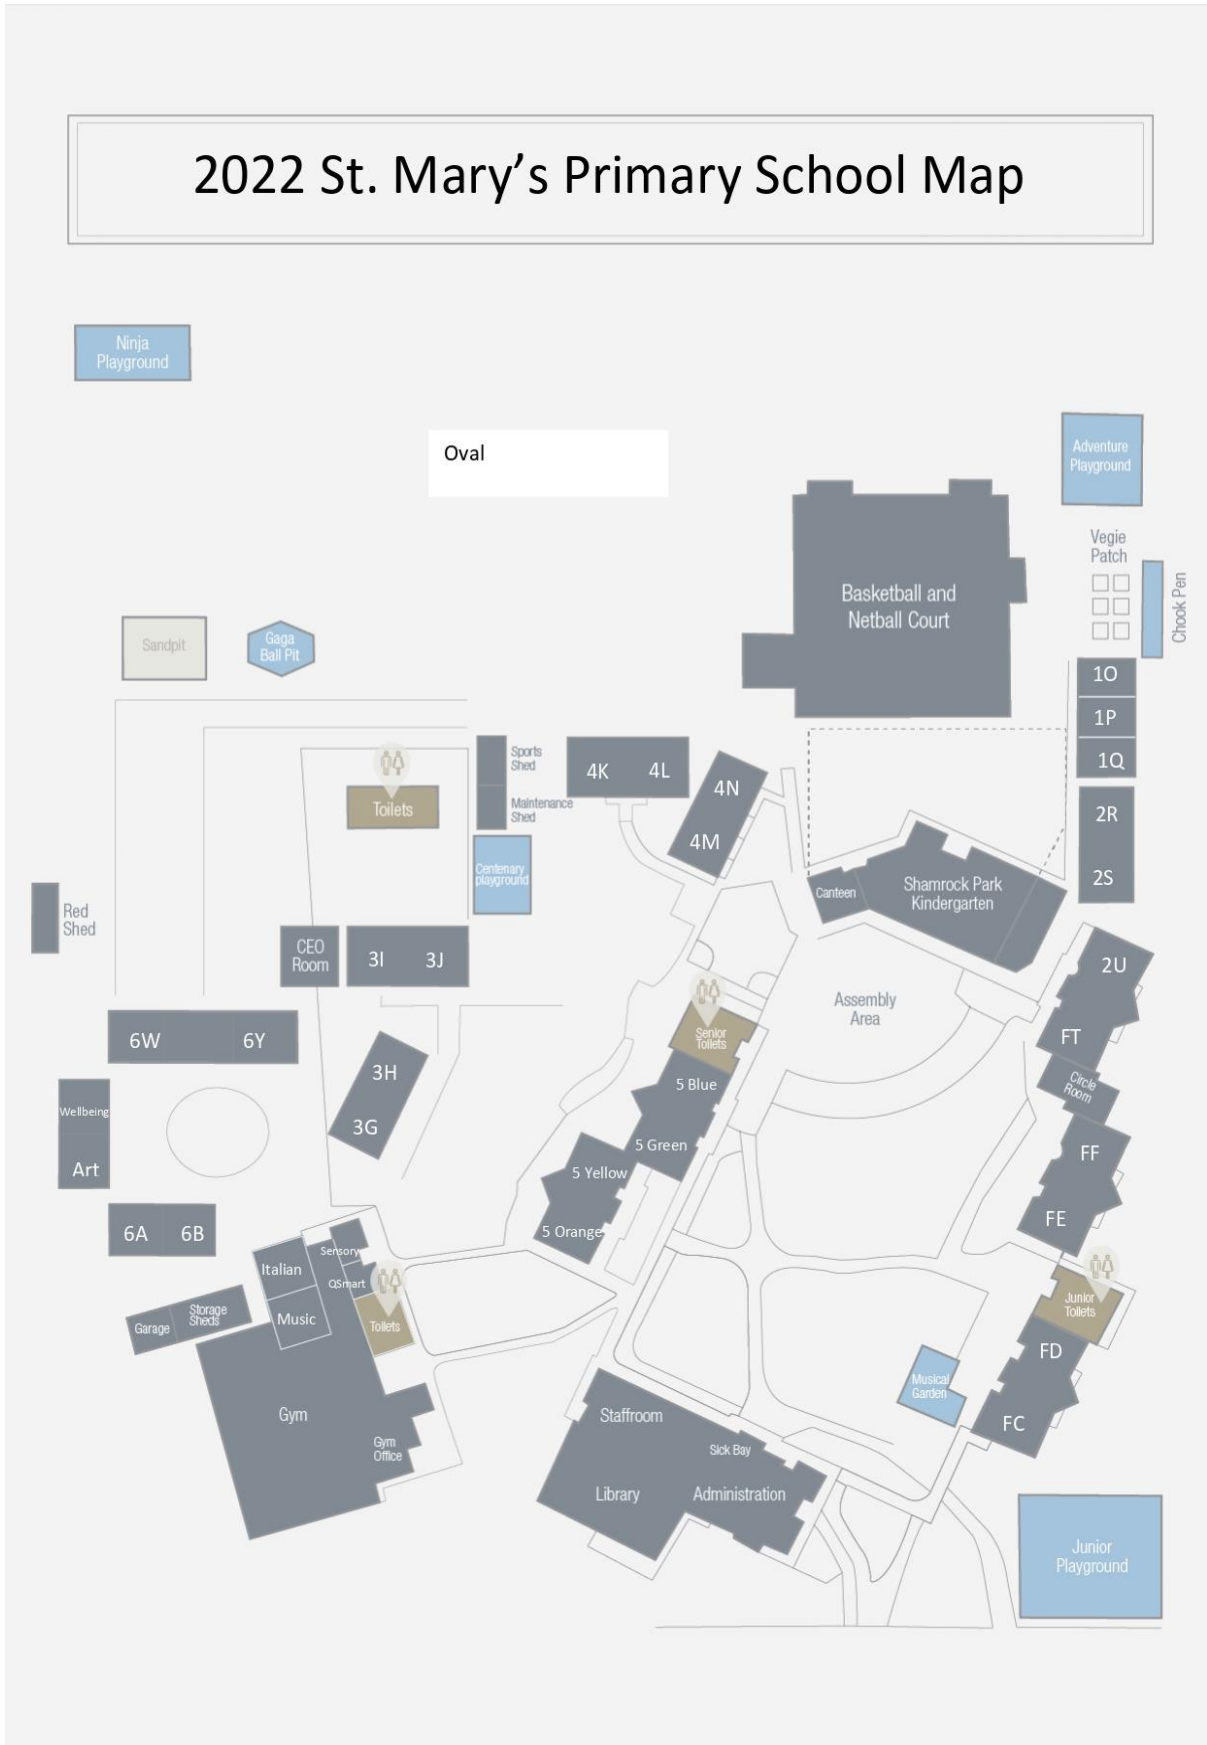 2022 St. Mary’s Primary School Map
Ninja
Playground
Oval
Adventure
Playground
Vegie
Patch
Chook Pen
Basketball and
Netball Court
Sandpit
Gaga
Ball Pit
1O
1P
1Q
Sports
Shed
Maintenance
Shed
Toilets
4K 4L
4N
4M
2R
2S
Centenary
playground
Canteen
Shamrock Park
Kindergarten
Red
Shed
CEO
Room
3I 3J
2U
FT
Assembly
Area
Senior
Toilets
6W 6Y
3H
3G
5 Blue
5 Green
5 Yellow
5 Orange
Circle
Room
Wellbeing
Art
FF
FE
6A 6B
Sensory
Italian
QSmart
Music
Toilets
Garage
Storage
Sheds
Junior
Toilets
FD
FC
Musical
Garden
Gym
Gym
Office
Staffroom
Sick Bay
Library
Administration
Junior
Playground